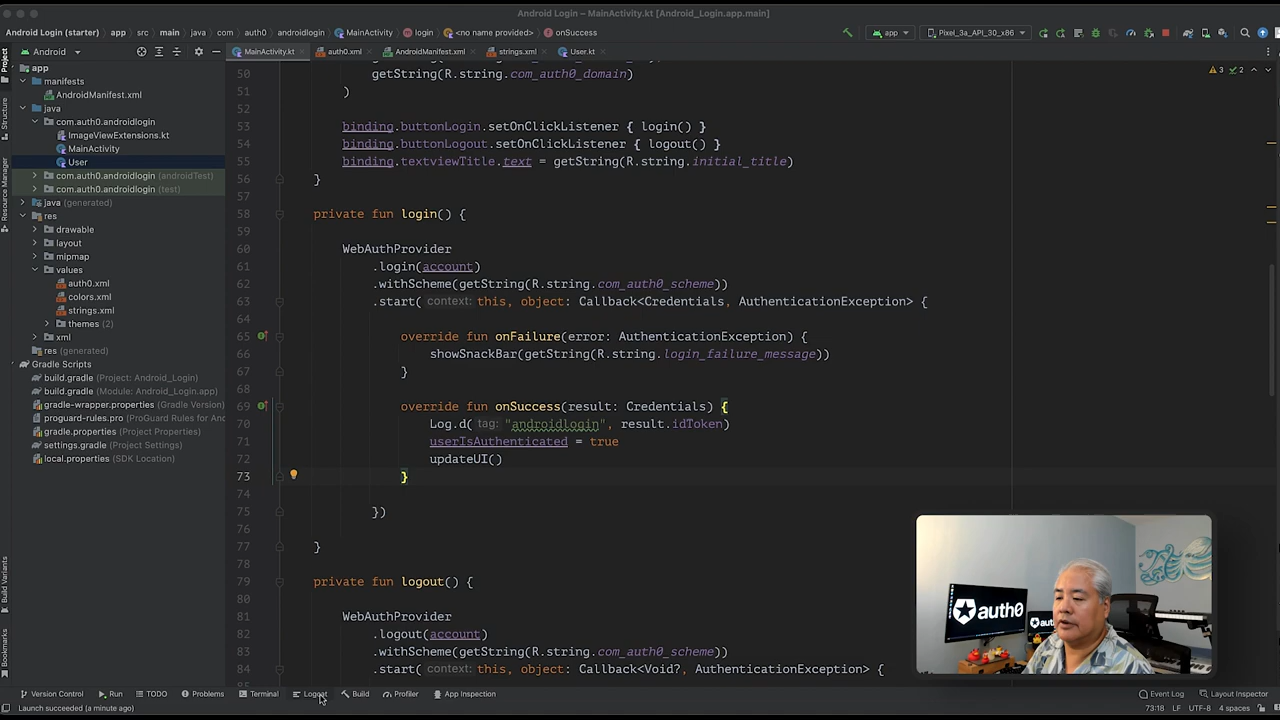 Android Login – MainActivity.kt [Android_Login.app.main]
Android Login (starter) app src main java com auth0 androidlogin MainActivity login <no name provided> onSuccess
app Pixel_3a_API_30_x86
Android
MainActivity.kt auth0.xml AndroidManifest.xml strings.xml User.kt
Project
Structure
Resource Manager
Build Variants
Bookmarks
app
manifests
AndroidManifest.xml
java
com.auth0.androidlogin
ImageViewExtensions.kt
MainActivity
User
com.auth0.androidlogin (androidTest)
com.auth0.androidlogin (test)
java (generated)
res
drawable
layout
mipmap
values
auth0.xml
colors.xml
strings.xml
themes (2)
xml
res (generated)
Gradle Scripts
build.gradle (Project: Android_Login)
build.gradle (Module: Android_Login.app)
gradle-wrapper.properties (Gradle Version)
proguard-rules.pro (ProGuard Rules for And
gradle.properties (Project Properties)
settings.gradle (Project Settings)
local.properties (SDK Location)
3 2
50 getString(R.string.com_auth0_domain)
51 )
52
53 binding.buttonLogin.setOnClickListener { login() }
54 binding.buttonLogout.setOnClickListener { logout() }
55 binding.textviewTitle.text = getString(R.string.initial_title)
56 }
57
58 private fun login() {
59
60 WebAuthProvider
61 .login(account)
62 .withScheme(getString(R.string.com_auth0_scheme))
63 .start( context: this, object: Callback<Credentials, AuthenticationException> {
64
65 override fun onFailure(error: AuthenticationException) {
66 showSnackBar(getString(R.string.login_failure_message))
67 }
68
69 override fun onSuccess(result: Credentials) {
70 Log.d( tag: "androidlogin", result.idToken)
71 userIsAuthenticated = true
72 updateUI()
73 }
74
75 })
76
77 }
78
79 private fun logout() {
80
81 WebAuthProvider
82 .logout(account)
83 .withScheme(getString(R.string.com_auth0_scheme))
84 .start( context: this, object: Callback<Void?, AuthenticationException> {
auth0
auth0
Version Control Run TODO Problems Terminal Logcat Build Profiler App Inspection Event Log Layout Inspector
Launch succeeded (a minute ago) 73:18 LF UTF-8 4 spaces